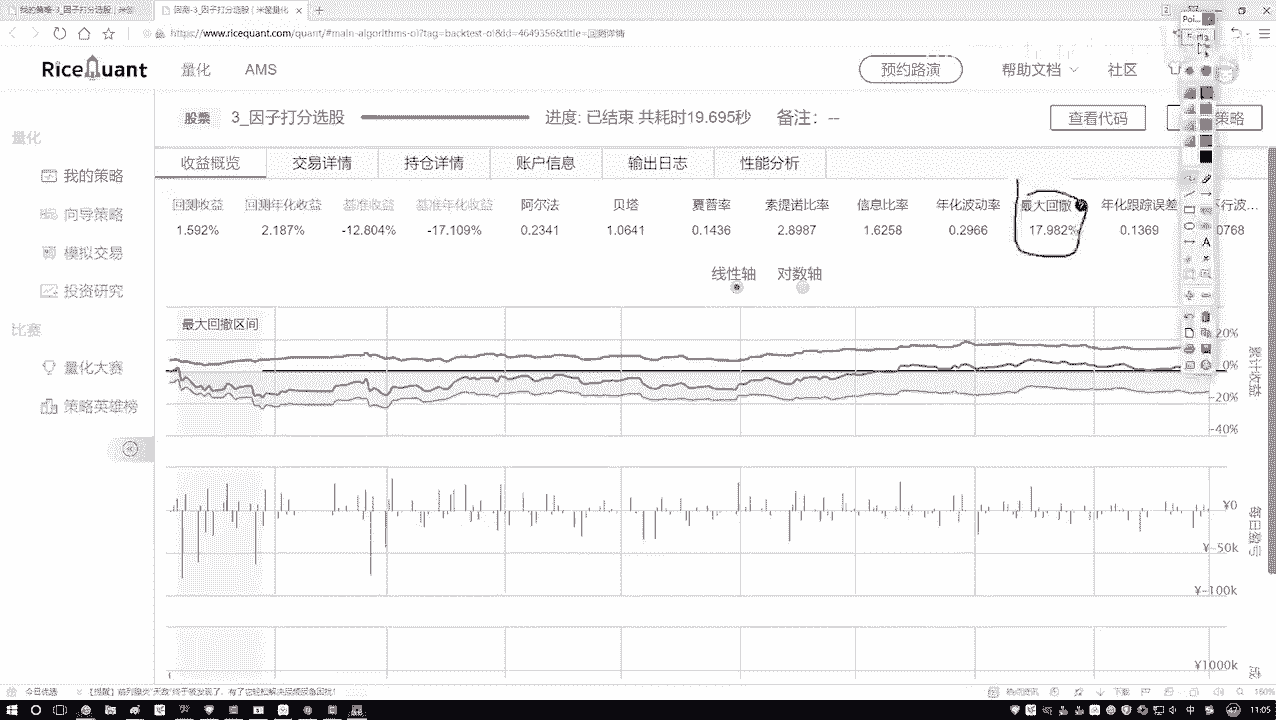 我的策略-3_因子打分选股 | 米筐
回测-3_因子打分选股 | 米筐量化
https://www.ricequant.com/quant/#main-algorithms-ol?tag=backtest-ol&id=4649356&title=回测详情
RiceQuant 量化 AMS 预约路演 帮助文档 社区
股票 3_因子打分选股 进度: 已结束 共耗时19.695秒 备注: -- 查看代码 策略
量化
我的策略
向导策略
模拟交易
投资研究
比赛
量化大赛
策略英雄榜
收益概览 交易详情 持仓详情 账户信息 输出日志 性能分析
回测收益 回测年化收益 基准收益 基准年化收益 阿尔法 贝塔 夏普率 索提诺比率 信息比率 年化波动率 最大回撤 年化跟踪误差 行波...
1.592% 2.187% -12.804% -17.109% 0.2341 1.0641 0.1436 2.8987 1.6258 0.2966 17.982% 0.1369 0768
线性轴 对数轴
最大回撤区间
20%
0%
-20%
-40%
累计收益
¥0
¥-50k
¥-100k
每日盈亏
¥1000k
今日优选
下载
160%
中
11:05